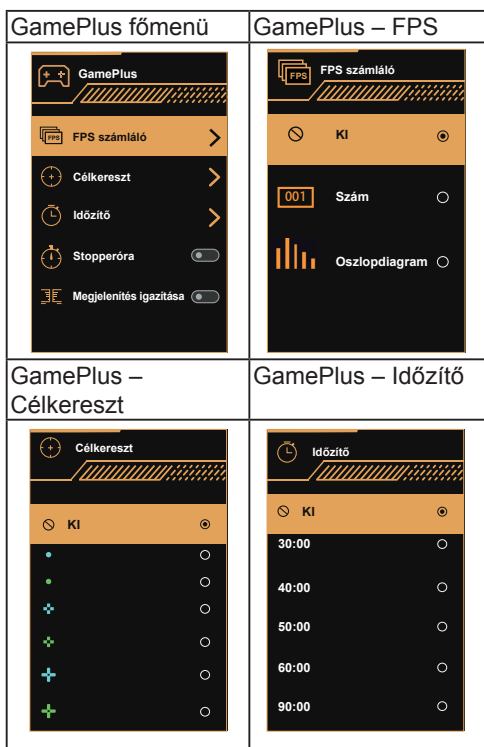 GamePlus főmenü
GamePlus
FPS
FPS számláló
Célkereszt
Időzítő
Stopperóra
Megjelenítés igazítása
GamePlus – FPS
FPS
FPS számláló
KI
001
Szám
Oszlopdiagram
GamePlus –
Célkereszt
Célkereszt
KI
GamePlus – Időzítő
Időzítő
KI
30:00
40:00
50:00
60:00
90:00